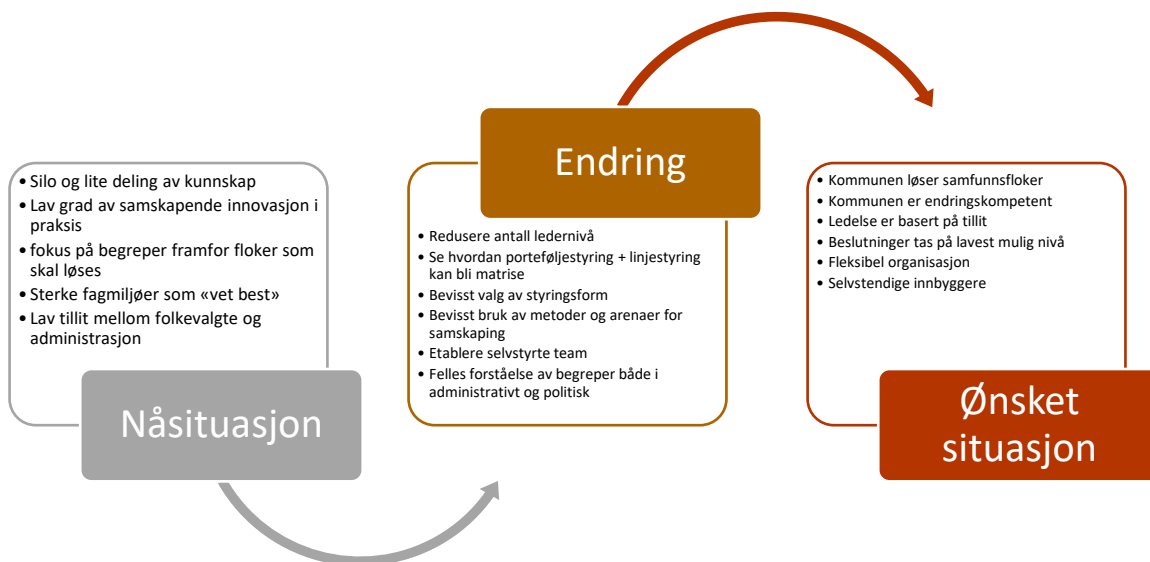 • Silo og lite deling av kunnskap
• Lav grad av samskapende innovasjon i
praksis
• fokus på begreper framfor floker som
skal løses
• Sterke fagmiljøer som «vet best»
• Lav tillit mellom folkevalgte og
administrasjon
Nåsituasjon
Endring
• Redusere antall ledernivå
• Se hvordan porteføljestyring + linjestyring
kan bli matrise
• Bevisst valg av styringsform
• Bevisst bruk av metoder og arenaer for
samskaping
• Etablere selvstyrte team
• Felles forståelse av begreper både i
administrativt og politisk
• Kommunen løser samfunnsfloker
• Kommunen er endringskompetent
• Ledelse er basert på tillit
• Beslutninger tas på lavest mulig nivå
• Fleksibel organisasjon
• Selvstendige innbyggere
Ønsket
situasjon